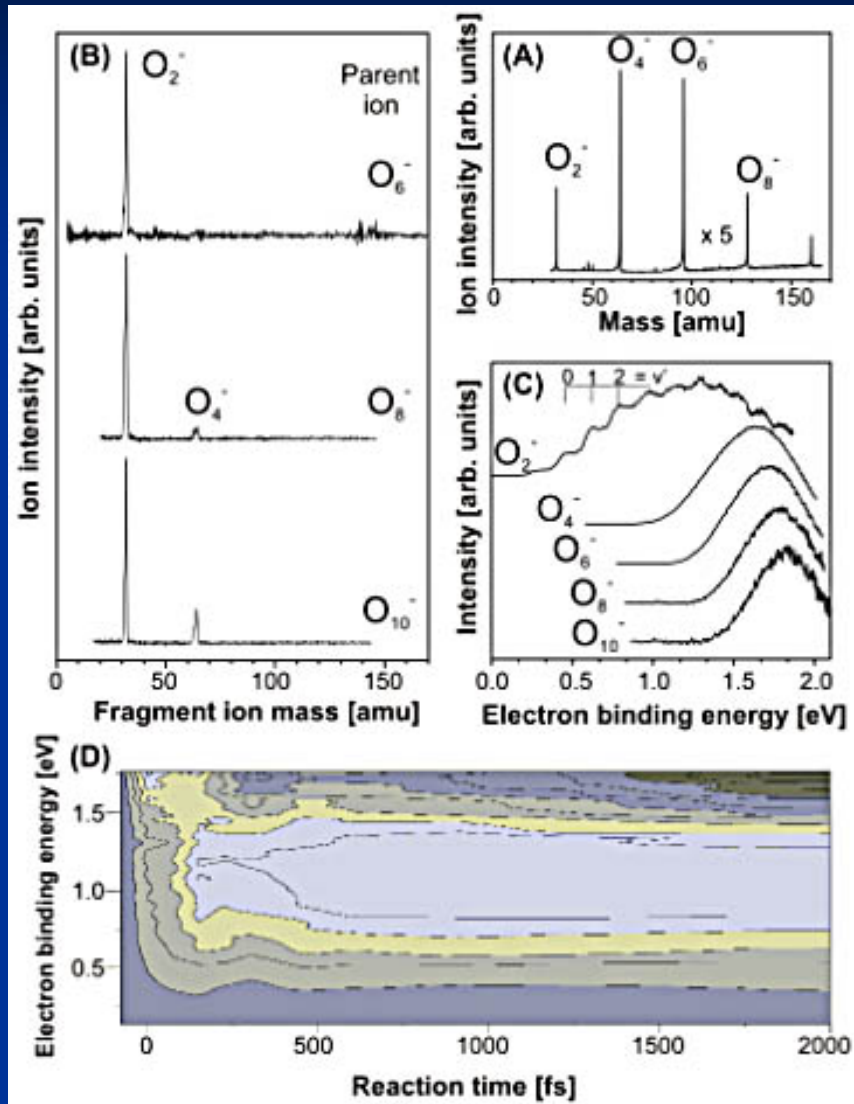 (B)
O₂⁻
Parent
ion
O₆⁻
O₄⁻
O₈⁻
O₁₀⁻
Ion intensity [arb. units]
Ion intensity [arb. units]
0 50 100 150
Fragment ion mass [amu]
(A)
O₄⁻
O₆⁻
O₂⁻
O₈⁻
x 5
Ion intensity [arb. units]
0 50 100 150
Mass [amu]
(C)
0 1 2 = v'
O₂⁻
O₄⁻
O₆⁻
O₈⁻
O₁₀⁻
Intensity [arb. units]
0.0 0.5 1.0 1.5 2.0
Electron binding energy [eV]
(D)
Electron binding energy [eV]
1.5
1.0
0.5
0 500 1000 1500 2000
Reaction time [fs]